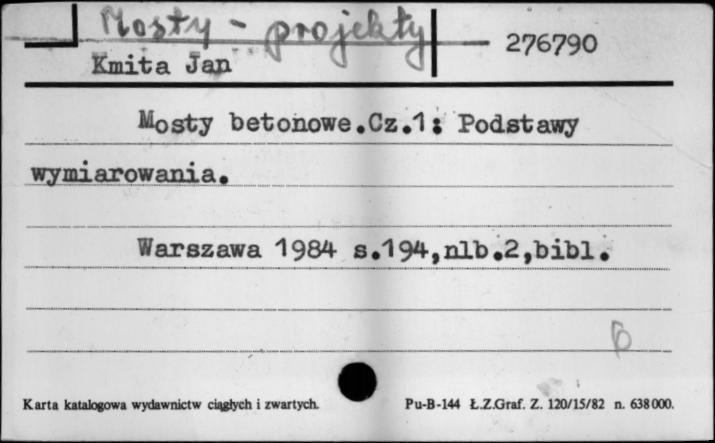 Mosty - projekty
276790
Kmita Jan
Mosty betonowe.Cz.1: Podstawy
wymiarowania.
Warszawa 1984 s.194,nlb.2,bibl.
Karta katalogowa wydawnictw ciągłych i zwartych.
Pu-B-144 Ł.Z.Graf. Z. 120/15/82 n. 638000.